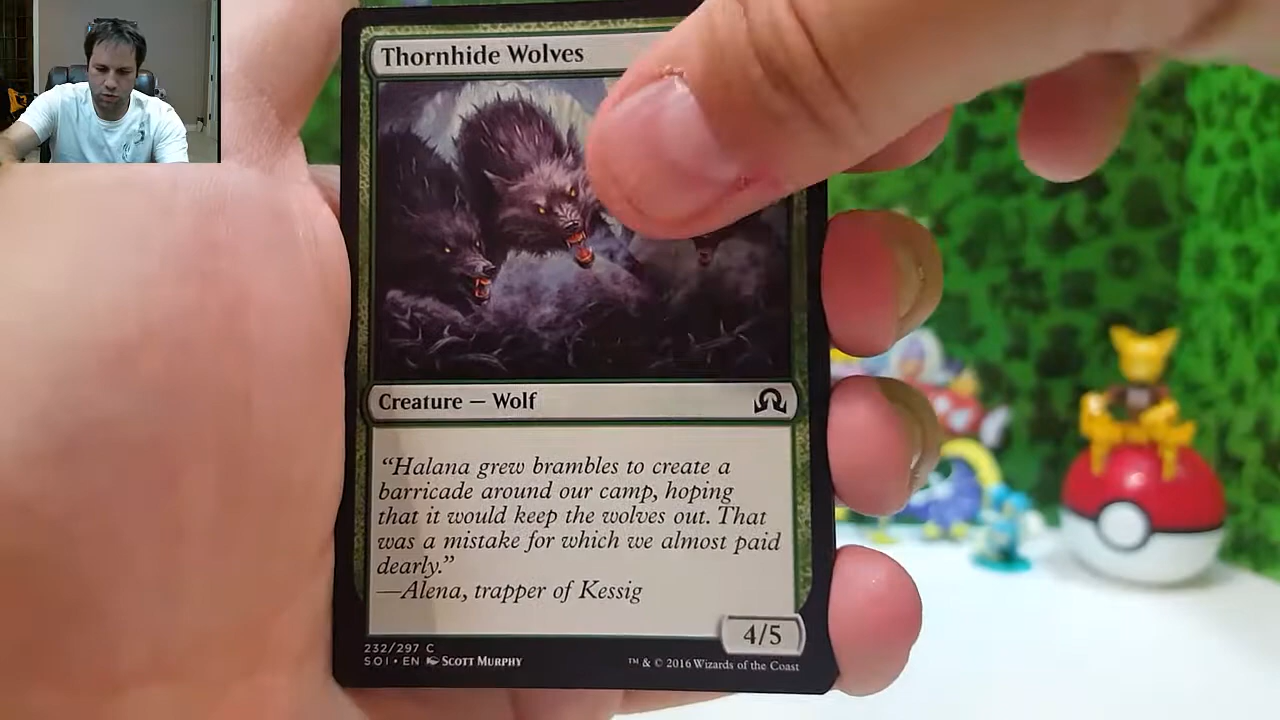 Thornhide Wolves
Creature — Wolf
“Halana grew brambles to create a
barricade around our camp, hoping
that it would keep the wolves out. That
was a mistake for which we almost paid
dearly.”
—Alena, trapper of Kessig
4/5
232/297 C
SOI • EN Scott Murphy
™ & © 2016 Wizards of the Coast